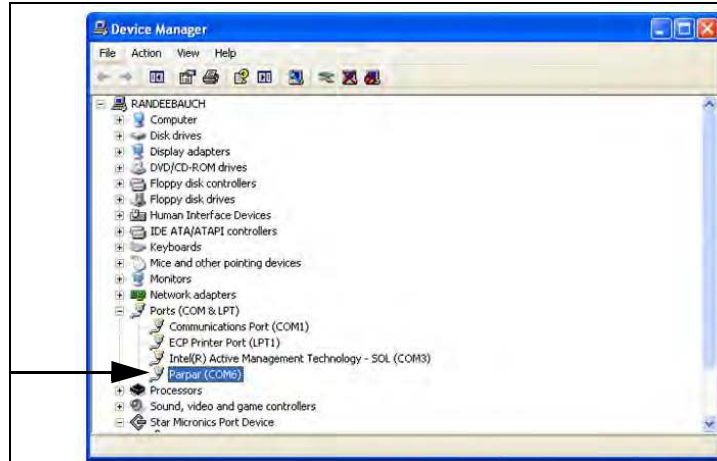 Device Manager
File Action View Help
RANDEEBAUCH
Computer
Disk drives
Display adapters
DVD/CD-ROM drives
Floppy disk controllers
Floppy disk drives
Human Interface Devices
IDE ATA/ATAPI controllers
Keyboards
Mice and other pointing devices
Monitors
Network adapters
Ports (COM & LPT)
Communications Port (COM1)
ECP Printer Port (LPT1)
Intel(R) Active Management Technology - SOL (COM3)
Parpar (COM6)
Processors
Sound, video and game controllers
Star Micronics Port Device